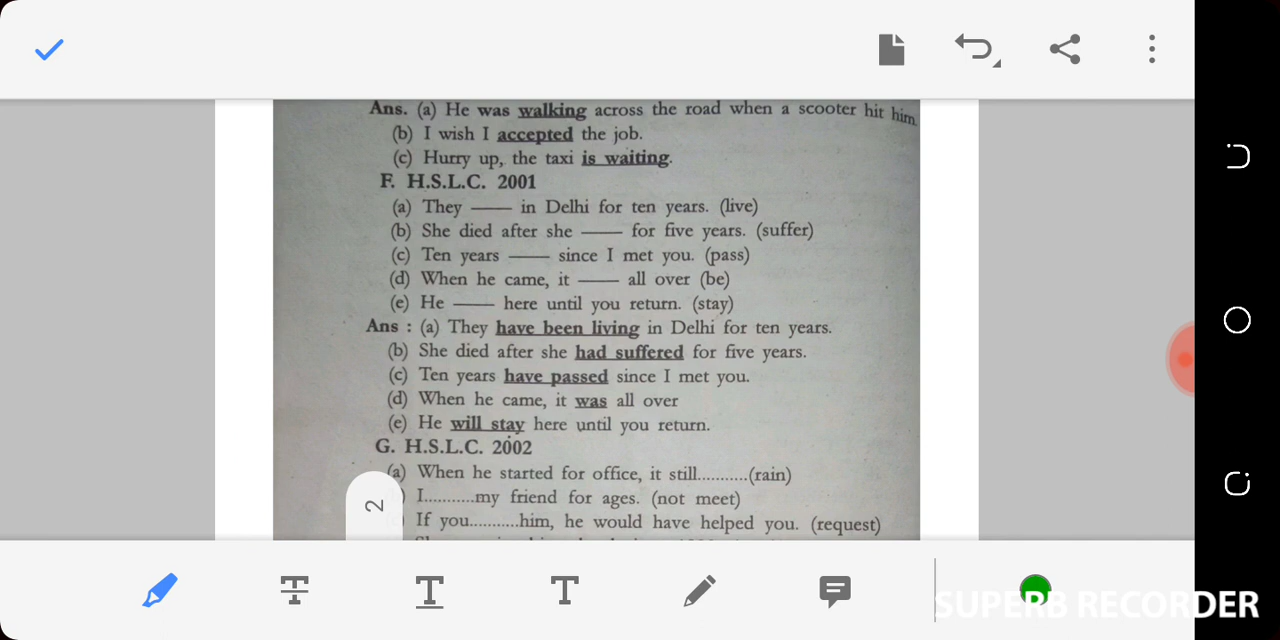 Ans. (a) He was walking across the road when a scooter hit him.
(b) I wish I accepted the job.
(c) Hurry up, the taxi is waiting.
F. H.S.L.C. 2001
(a) They —— in Delhi for ten years. (live)
(b) She died after she —— for five years. (suffer)
(c) Ten years —— since I met you. (pass)
(d) When he came, it —— all over (be)
(e) He —— here until you return. (stay)
Ans : (a) They have been living in Delhi for ten years.
(b) She died after she had suffered for five years.
(c) Ten years have passed since I met you.
(d) When he came, it was all over
(e) He will stay here until you return.
G. H.S.L.C. 2002
(a) When he started for office, it still..........(rain)
) I..........my friend for ages. (not meet)
If you..........him, he would have helped you. (request)
2
T T T
SUPERB RECORDER